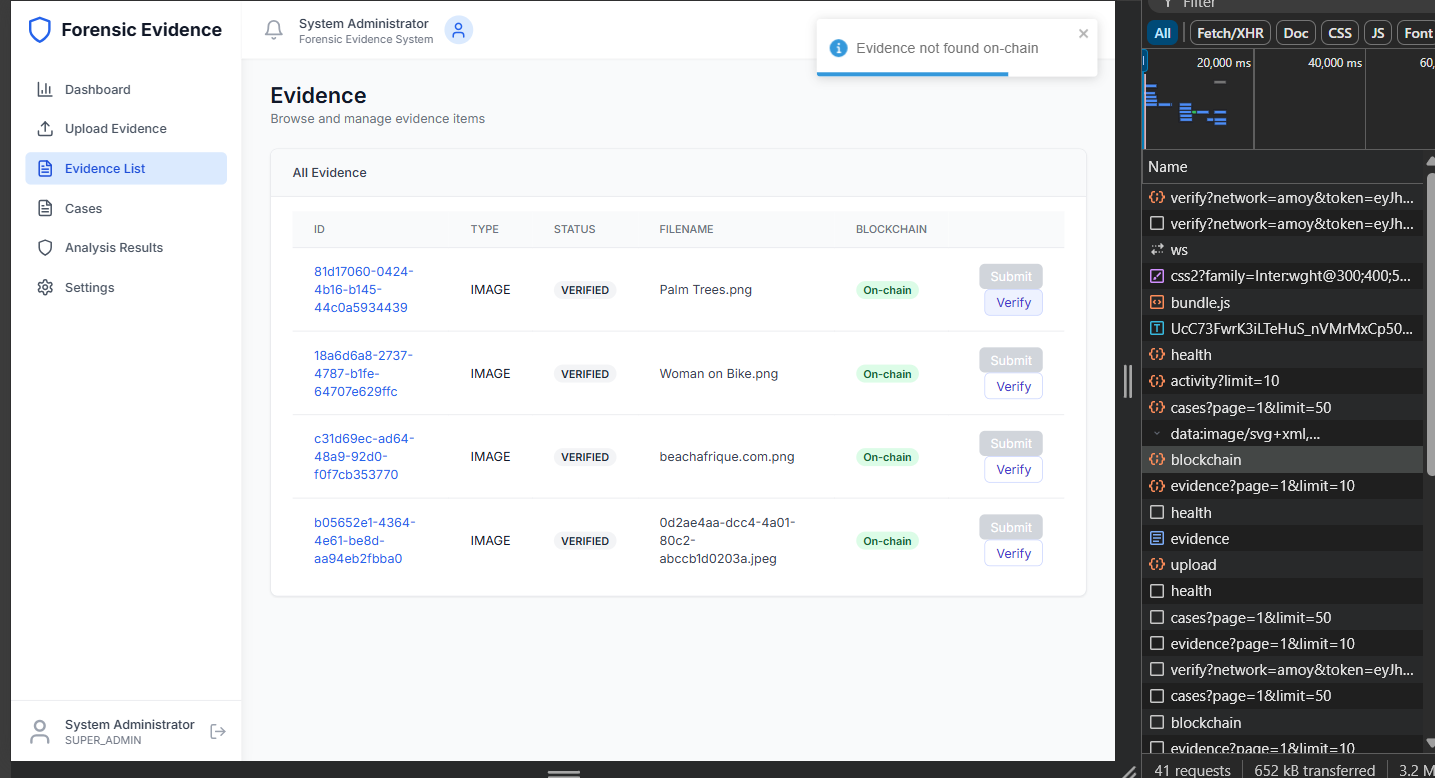 Forensic Evidence
Dashboard
Upload Evidence
Evidence List
Cases
Analysis Results
Settings
System Administrator
SUPER_ADMIN
System Administrator
Forensic Evidence System
Evidence not found on-chain
Evidence
Browse and manage evidence items
All Evidence
ID TYPE STATUS FILENAME BLOCKCHAIN
81d17060-0424-
4b16-b145-
44c0a5934439
IMAGE
VERIFIED
Palm Trees.png
On-chain
Submit
Verify
18a6d6a8-2737-
4787-b1fe-
64707e629ffc
IMAGE
VERIFIED
Woman on Bike.png
On-chain
Submit
Verify
c31d69ec-ad64-
48a9-92d0-
f0f7cb353770
IMAGE
VERIFIED
beachafrique.com.png
On-chain
Submit
Verify
b05652e1-4364-
4e61-be8d-
aa94eb2fbba0
IMAGE
VERIFIED
0d2ae4aa-dcc4-4a01-
80c2-
abccb1d0203a.jpeg
On-chain
Submit
Verify
Filter
All Fetch/XHR Doc CSS JS Font
20,000 ms 40,000 ms 60,
Name
verify?network=amoy&token=eyJh...
verify?network=amoy&token=eyJh...
ws
css2?family=Inter:wght@300;400;5...
bundle.js
UcC73FwrK3iLTeHuS_nVMrMxCp50...
health
activity?limit=10
cases?page=1&limit=50
data:image/svg+xml,...
blockchain
evidence?page=1&limit=10
health
evidence
upload
health
cases?page=1&limit=50
evidence?page=1&limit=10
verify?network=amoy&token=eyJh...
cases?page=1&limit=50
blockchain
evidence?page=1&limit=10
41 requests 652 kB transferred 3.2 M